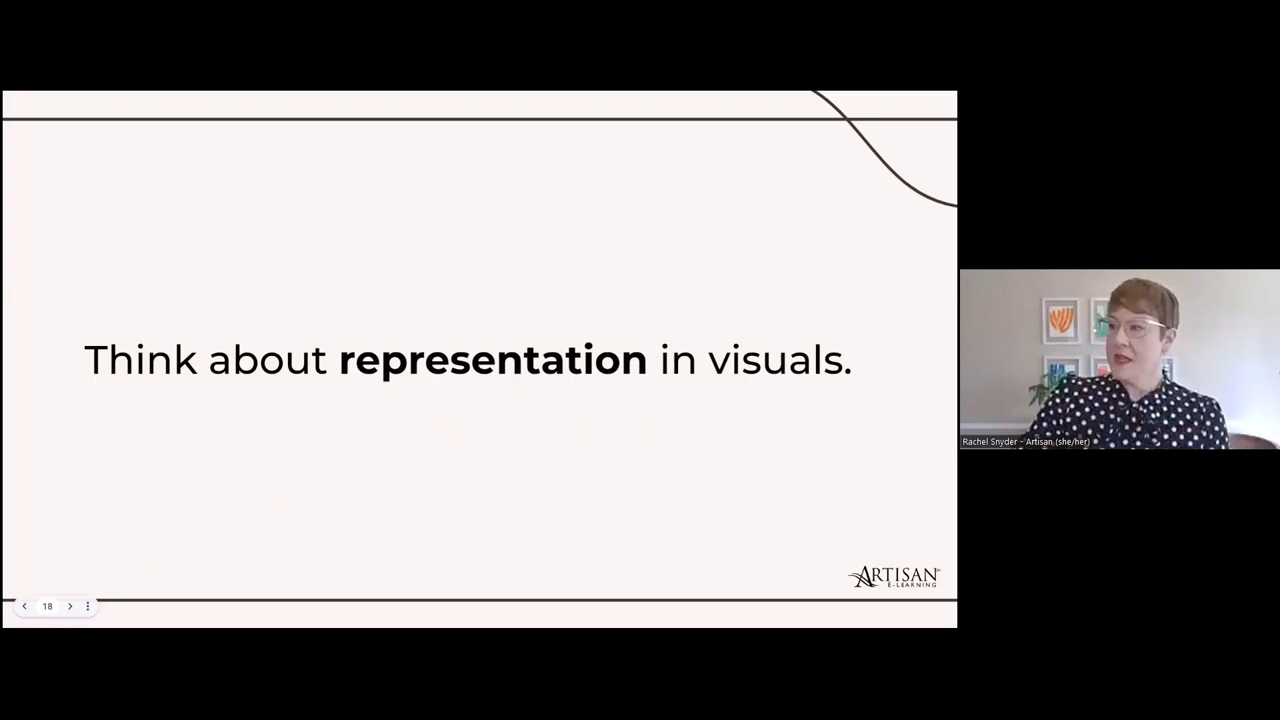 Think about representation in visuals.
ARTISAN
E-LEARNING
18
Rachel Snyder - Artisan (she/her)